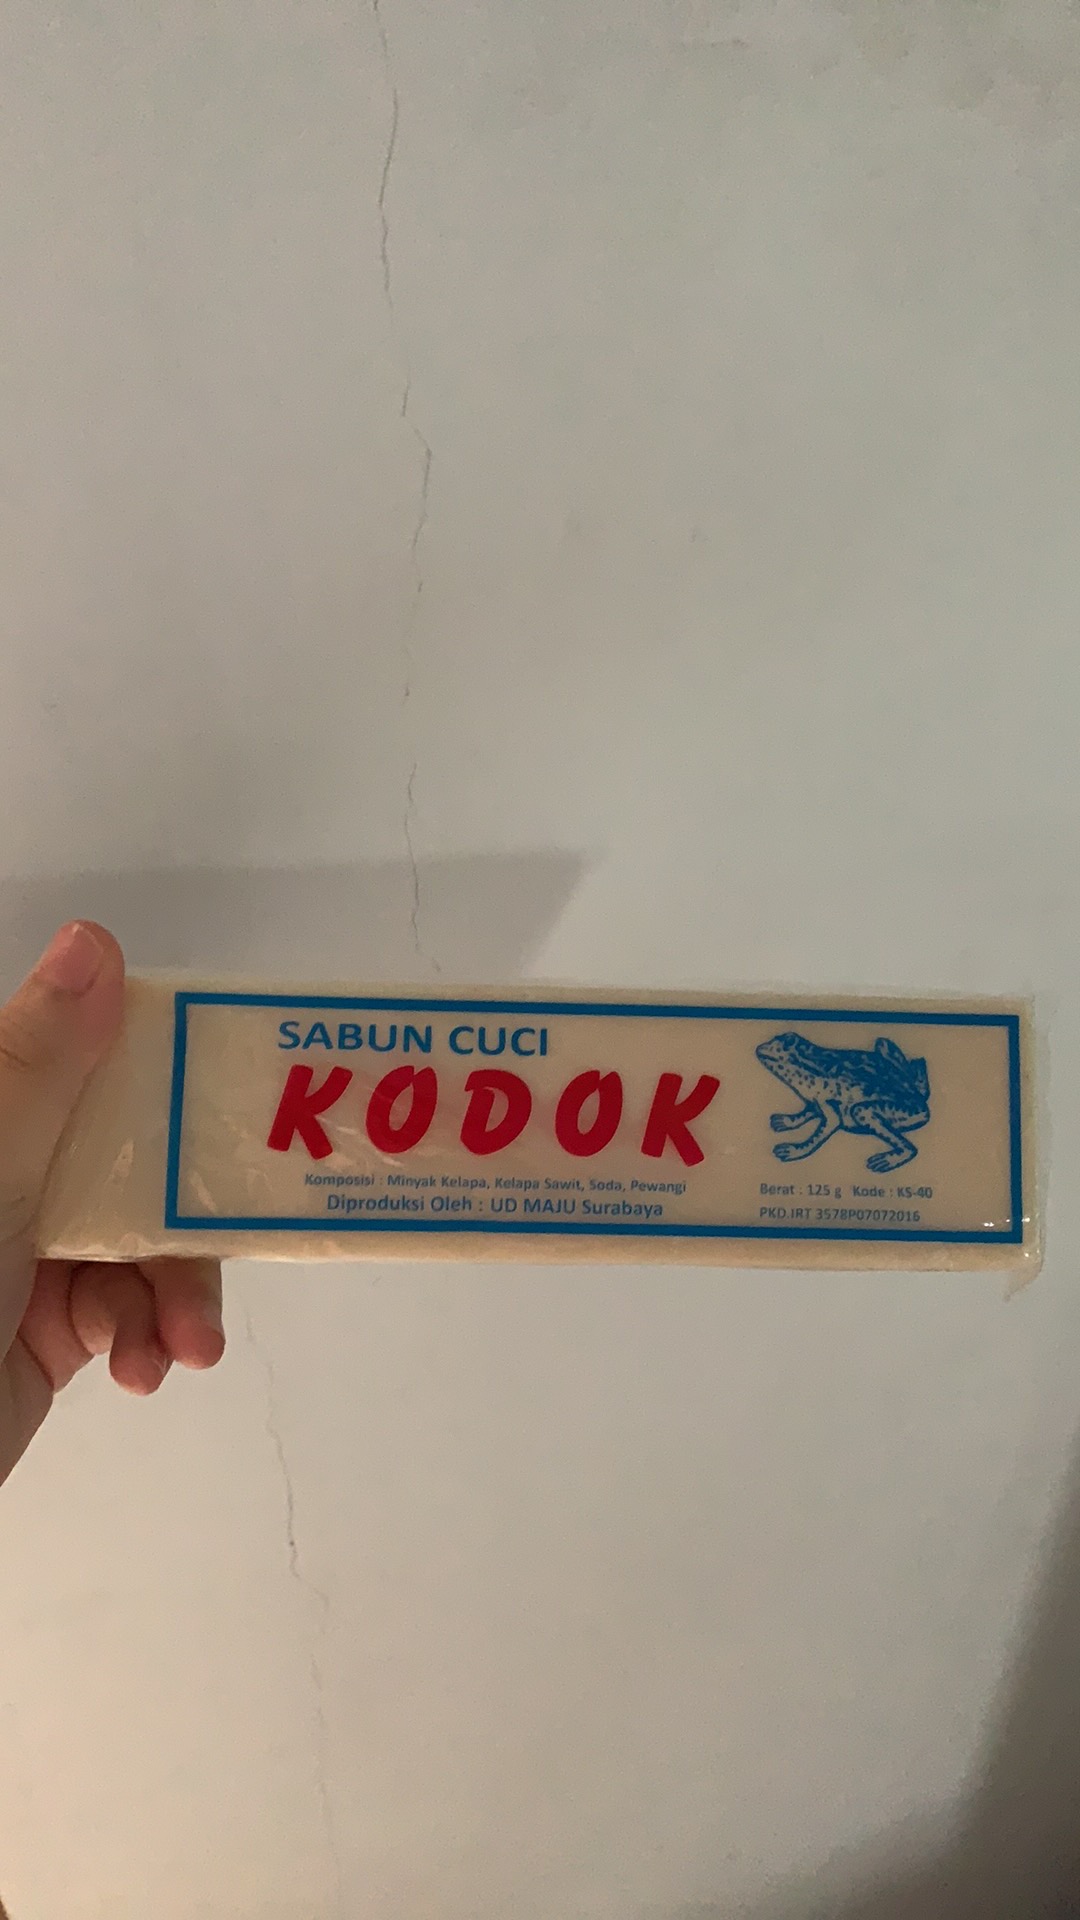 SABUN CUCI
KODOK
Komposisi : Minyak Kelapa, Kelapa Sawit, Soda, Pewangi
Diproduksi Oleh : UD MAJU Surabaya
Berat : 125 g Kode : KS-40
PKD.IRT 3578P07072016